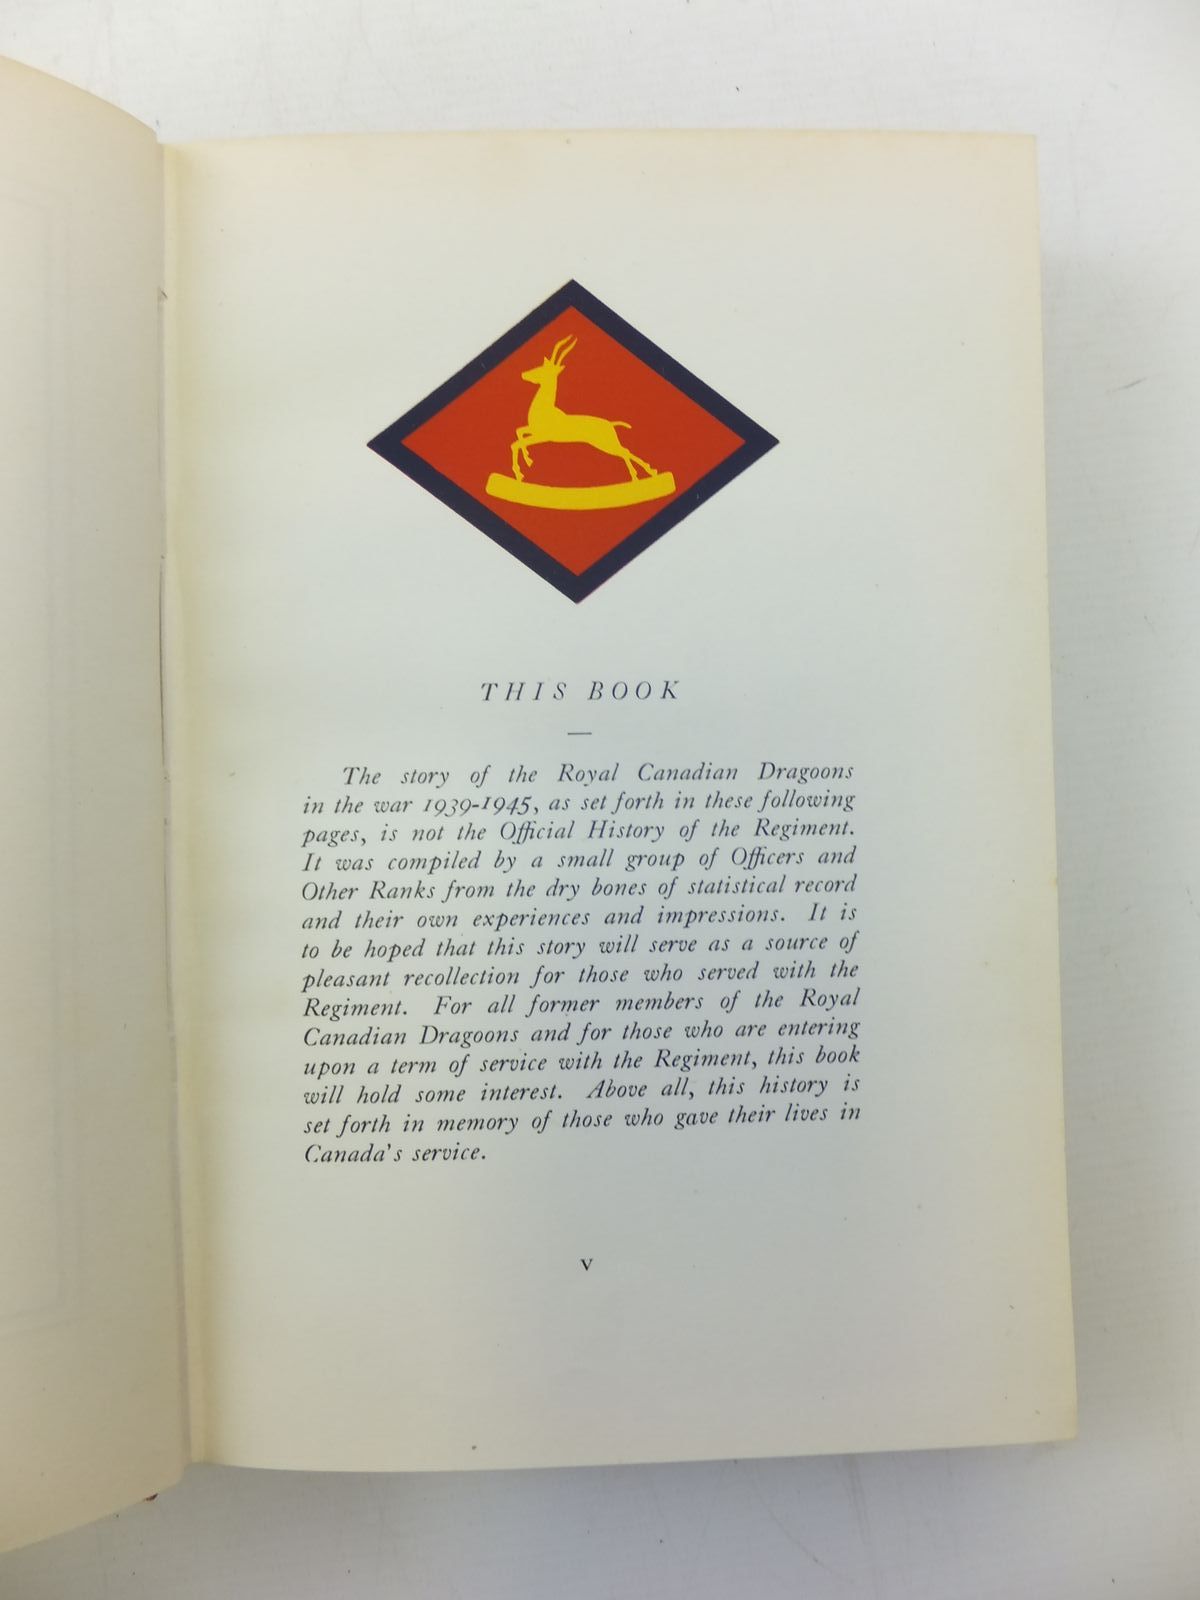 THIS BOOK
The story of the Royal Canadian Dragoons
in the war 1939-1945, as set forth in these following
pages, is not the Official History of the Regiment.
It was compiled by a small group of Officers and
Other Ranks from the dry bones of statistical record
and their own experiences and impressions. It is
to be hoped that this story will serve as a source of
pleasant recollection for those who served with the
Regiment. For all former members of the Royal
Canadian Dragoons and for those who are entering
upon a term of service with the Regiment, this book
will hold some interest. Above all, this history is
set forth in memory of those who gave their lives in
Canada's service.
v